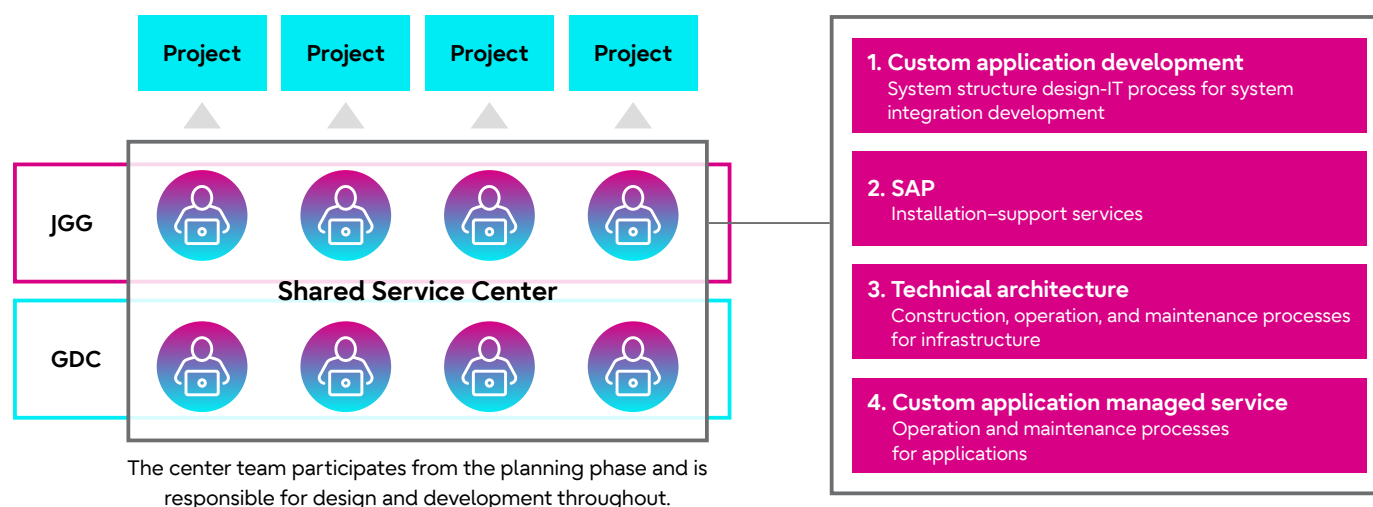 Project
Project
Project
Project
JGG
Shared Service Center
GDC
The center team participates from the planning phase and is
responsible for design and development throughout.
1. Custom application development
System structure design-IT process for system
integration development
2. SAP
Installation–support services
3. Technical architecture
Construction, operation, and maintenance processes
for infrastructure
4. Custom application managed service
Operation and maintenance processes
for applications